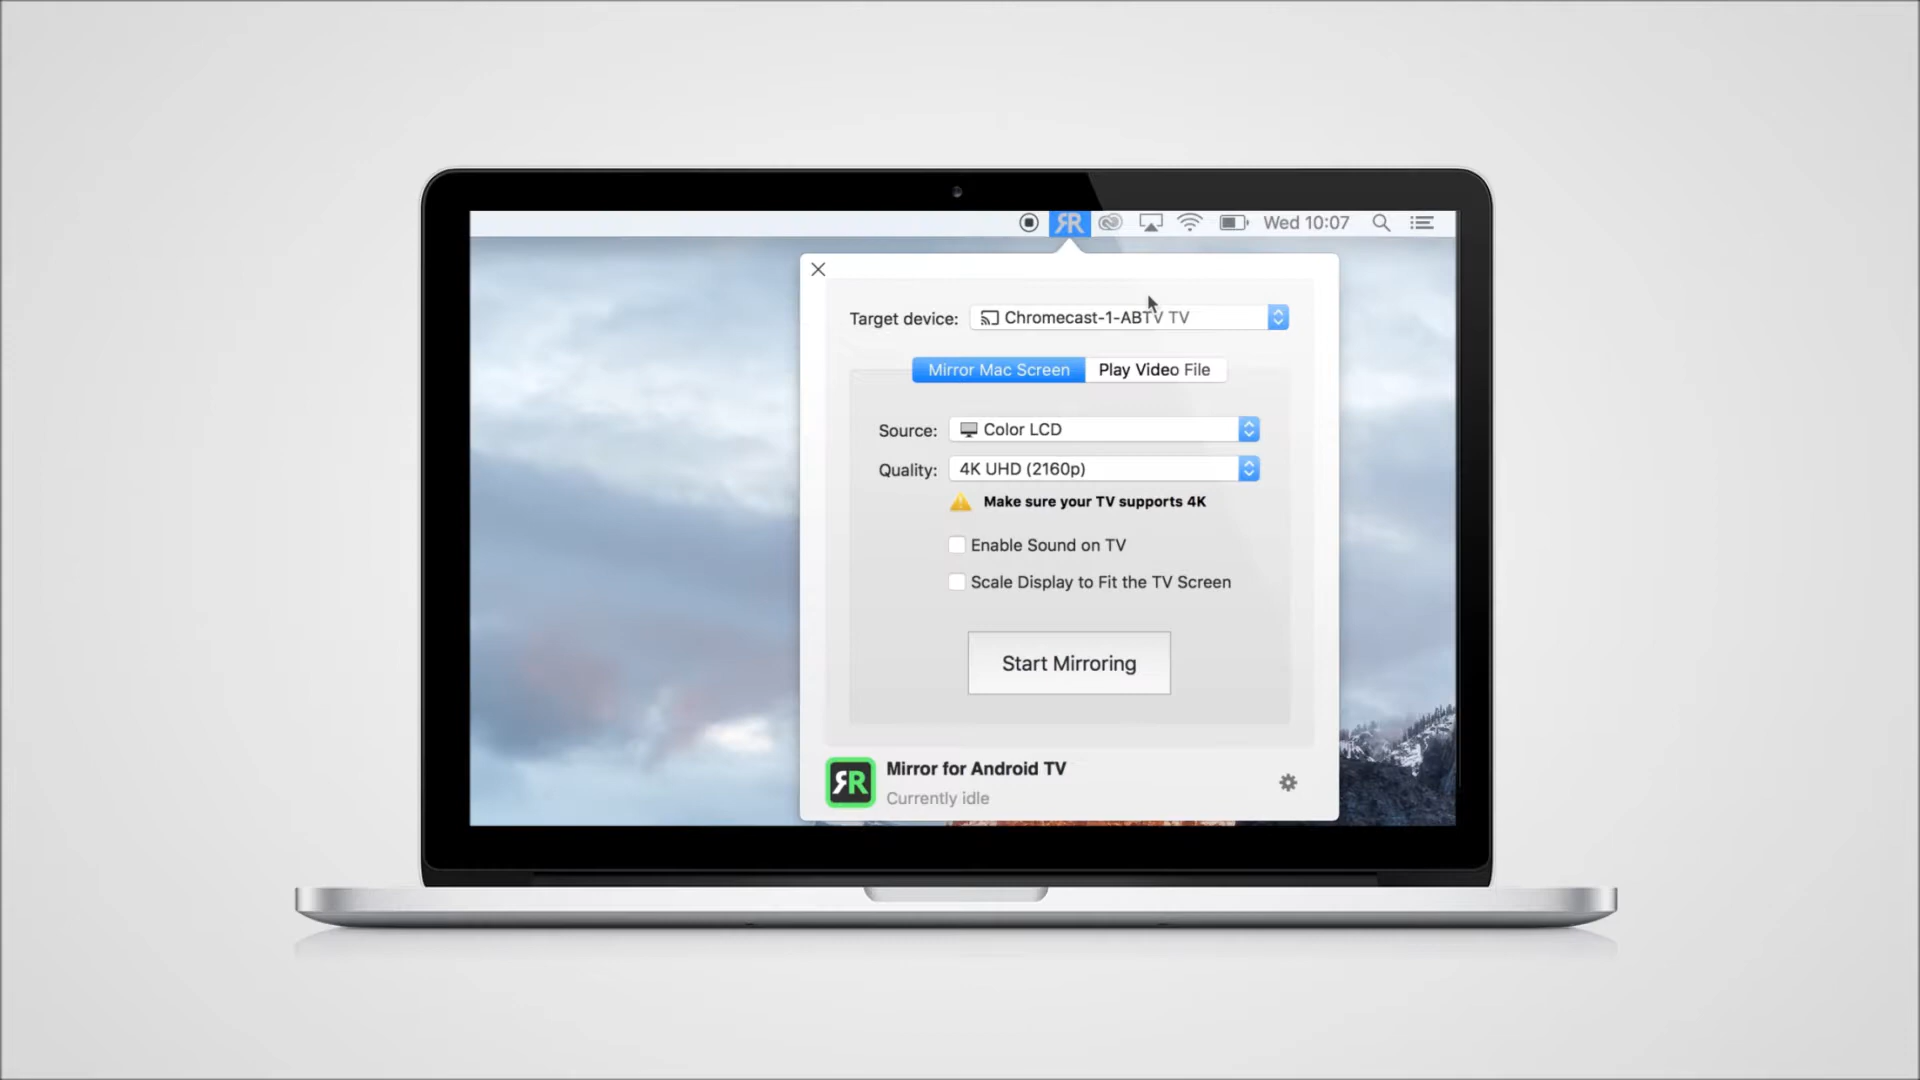 Wed 10:07
Target device: Chromecast-1-ABTV TV
Mirror Mac Screen Play Video File
Source: Color LCD
Quality: 4K UHD (2160p)
Make sure your TV supports 4K
Enable Sound on TV
Scale Display to Fit the TV Screen
Start Mirroring
Mirror for Android TV
Currently idle